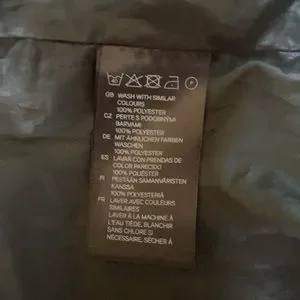 P
GB WASH WITH SIMILAR
COLOURS
100% POLYESTER
CZ PERTE S PODOBNÝMI
BARVAMI
100% POLYESTER
DE MIT ÄHNLICHEN FARBEN
WASCHEN
100% POLYESTER
ES LAVAR CON PRENDAS DE
COLOR PARECIDO
100% POLIÉSTER
FI PESTÄÄN SAMANVÄRISTEN
KANSSA
100% POLYESTERIÄ
FR LAVER AVEC COULEURS
SIMILAIRES
LAVER À LA MACHINE À
L'EAU TIÈDE, BLANCHIR
SANS CHLORE SI
NÉCESSAIRE, SÉCHER À